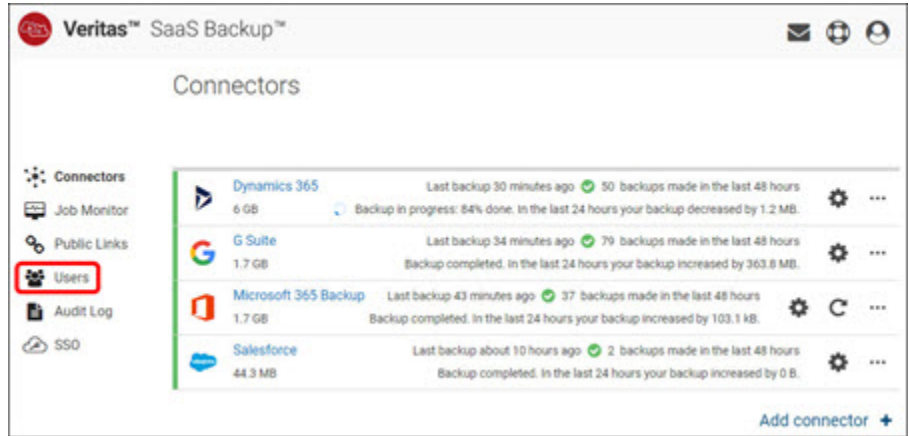 Veritas™ SaaS Backup™
Connectors
Connectors
Job Monitor
Public Links
Users
Audit Log
SSO
Dynamics 365
Last backup 30 minutes ago 50 backups made in the last 48 hours
6 GB
Backup in progress: 84% done. In the last 24 hours your backup decreased by 1.2 MB.
G Suite
Last backup 34 minutes ago 79 backups made in the last 48 hours
1.7 GB
Backup completed. In the last 24 hours your backup increased by 363.8 MB.
Microsoft 365 Backup
Last backup 43 minutes ago 37 backups made in the last 48 hours
1.7 GB
Backup completed. In the last 24 hours your backup increased by 103.1 kB.
Salesforce
Last backup about 10 hours ago 2 backups made in the last 48 hours
44.3 MB
Backup completed. In the last 24 hours your backup increased by 0 B.
Add connector +